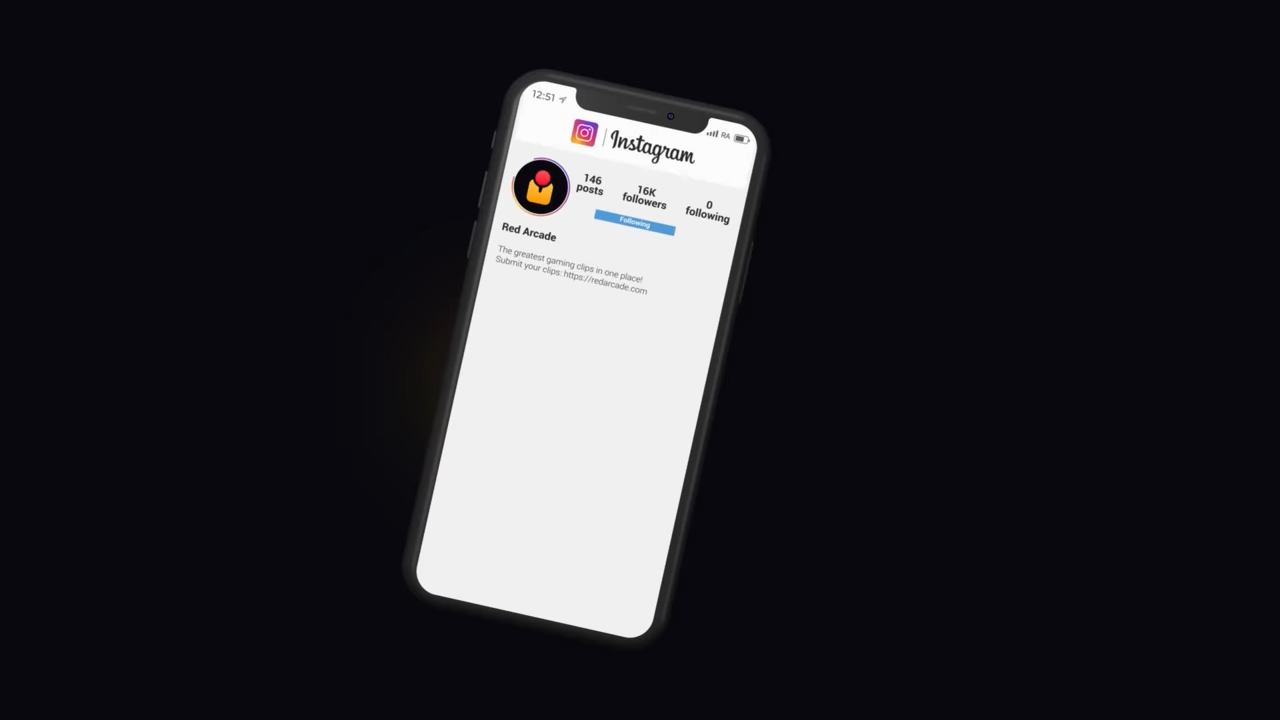 12:51
RA
Instagram
146
posts
16K
followers
0
following
Following
Red Arcade
The greatest gaming clips in one place!
Submit your clips: https://redarcade.com